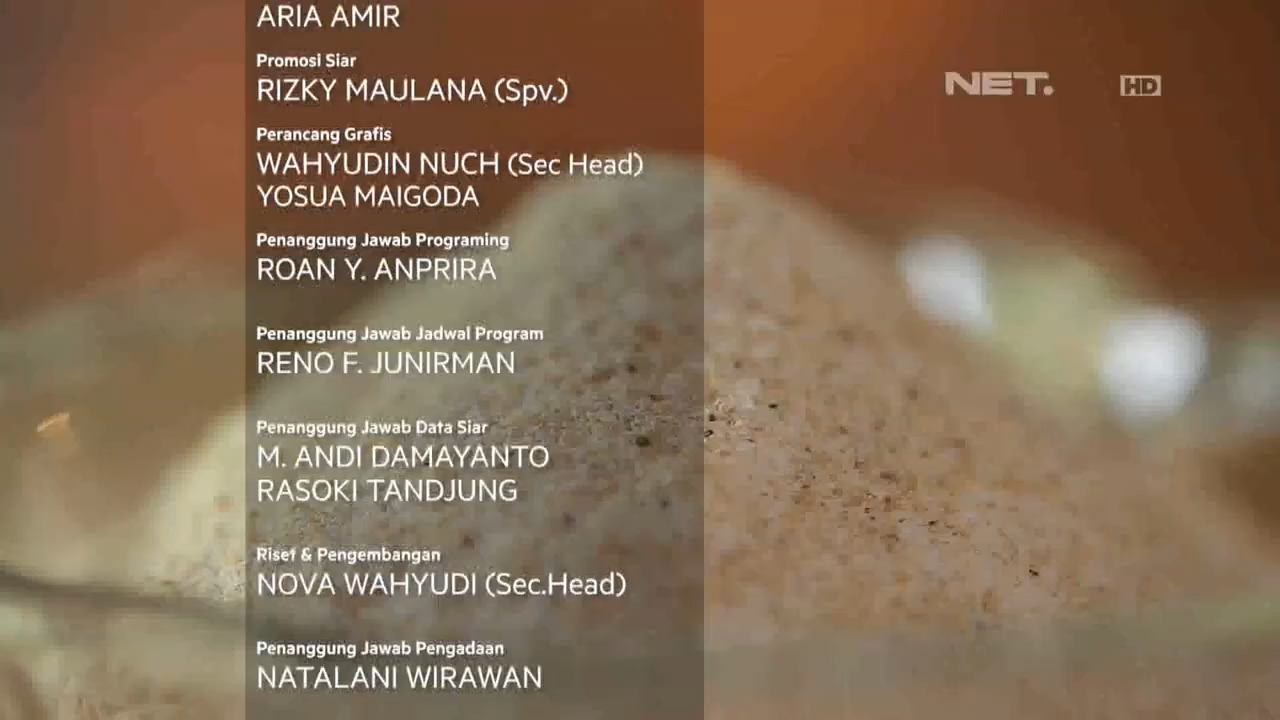 ARIA AMIR
Promosi Siar
RIZKY MAULANA (Spv.)
NET.
HD
Perancang Grafis
WAHYUDIN NUCH (Sec Head)
YOSUA MAIGODA
Penanggung Jawab Programing
ROAN Y. ANPRIRA
Penanggung Jawab Jadwal Program
RENO F. JUNIRMAN
Penanggung Jawab Data Siar
M. ANDI DAMAYANTO
RASOKI TANDJUNG
Riset & Pengembangan
NOVA WAHYUDI (Sec.Head)
Penanggung Jawab Pengadaan
NATALANI WIRAWAN